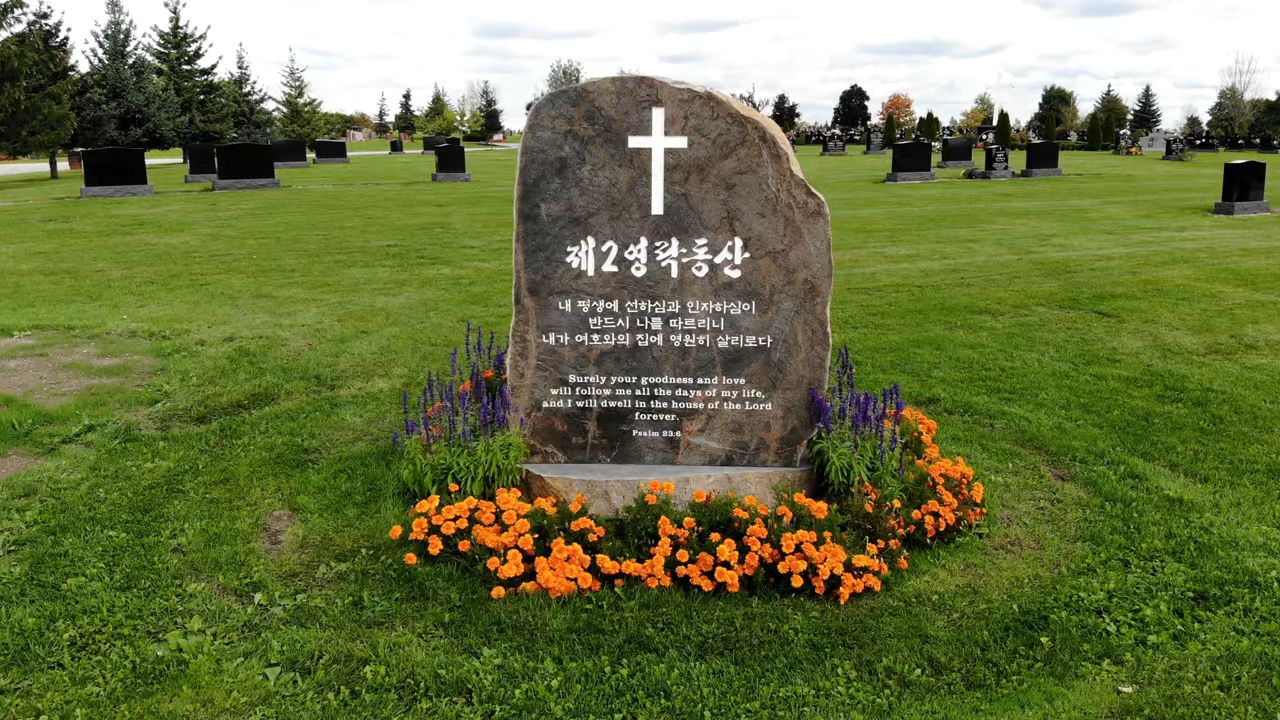 제2영락동산
내 평생에 선하심과 인자하심이
반드시 나를 따르리니
내가 여호와의 집에 영원히 살리로다
Surely your goodness and love
will follow me all the days of my life,
and I will dwell in the house of the Lord
forever.
Psalm 23:6